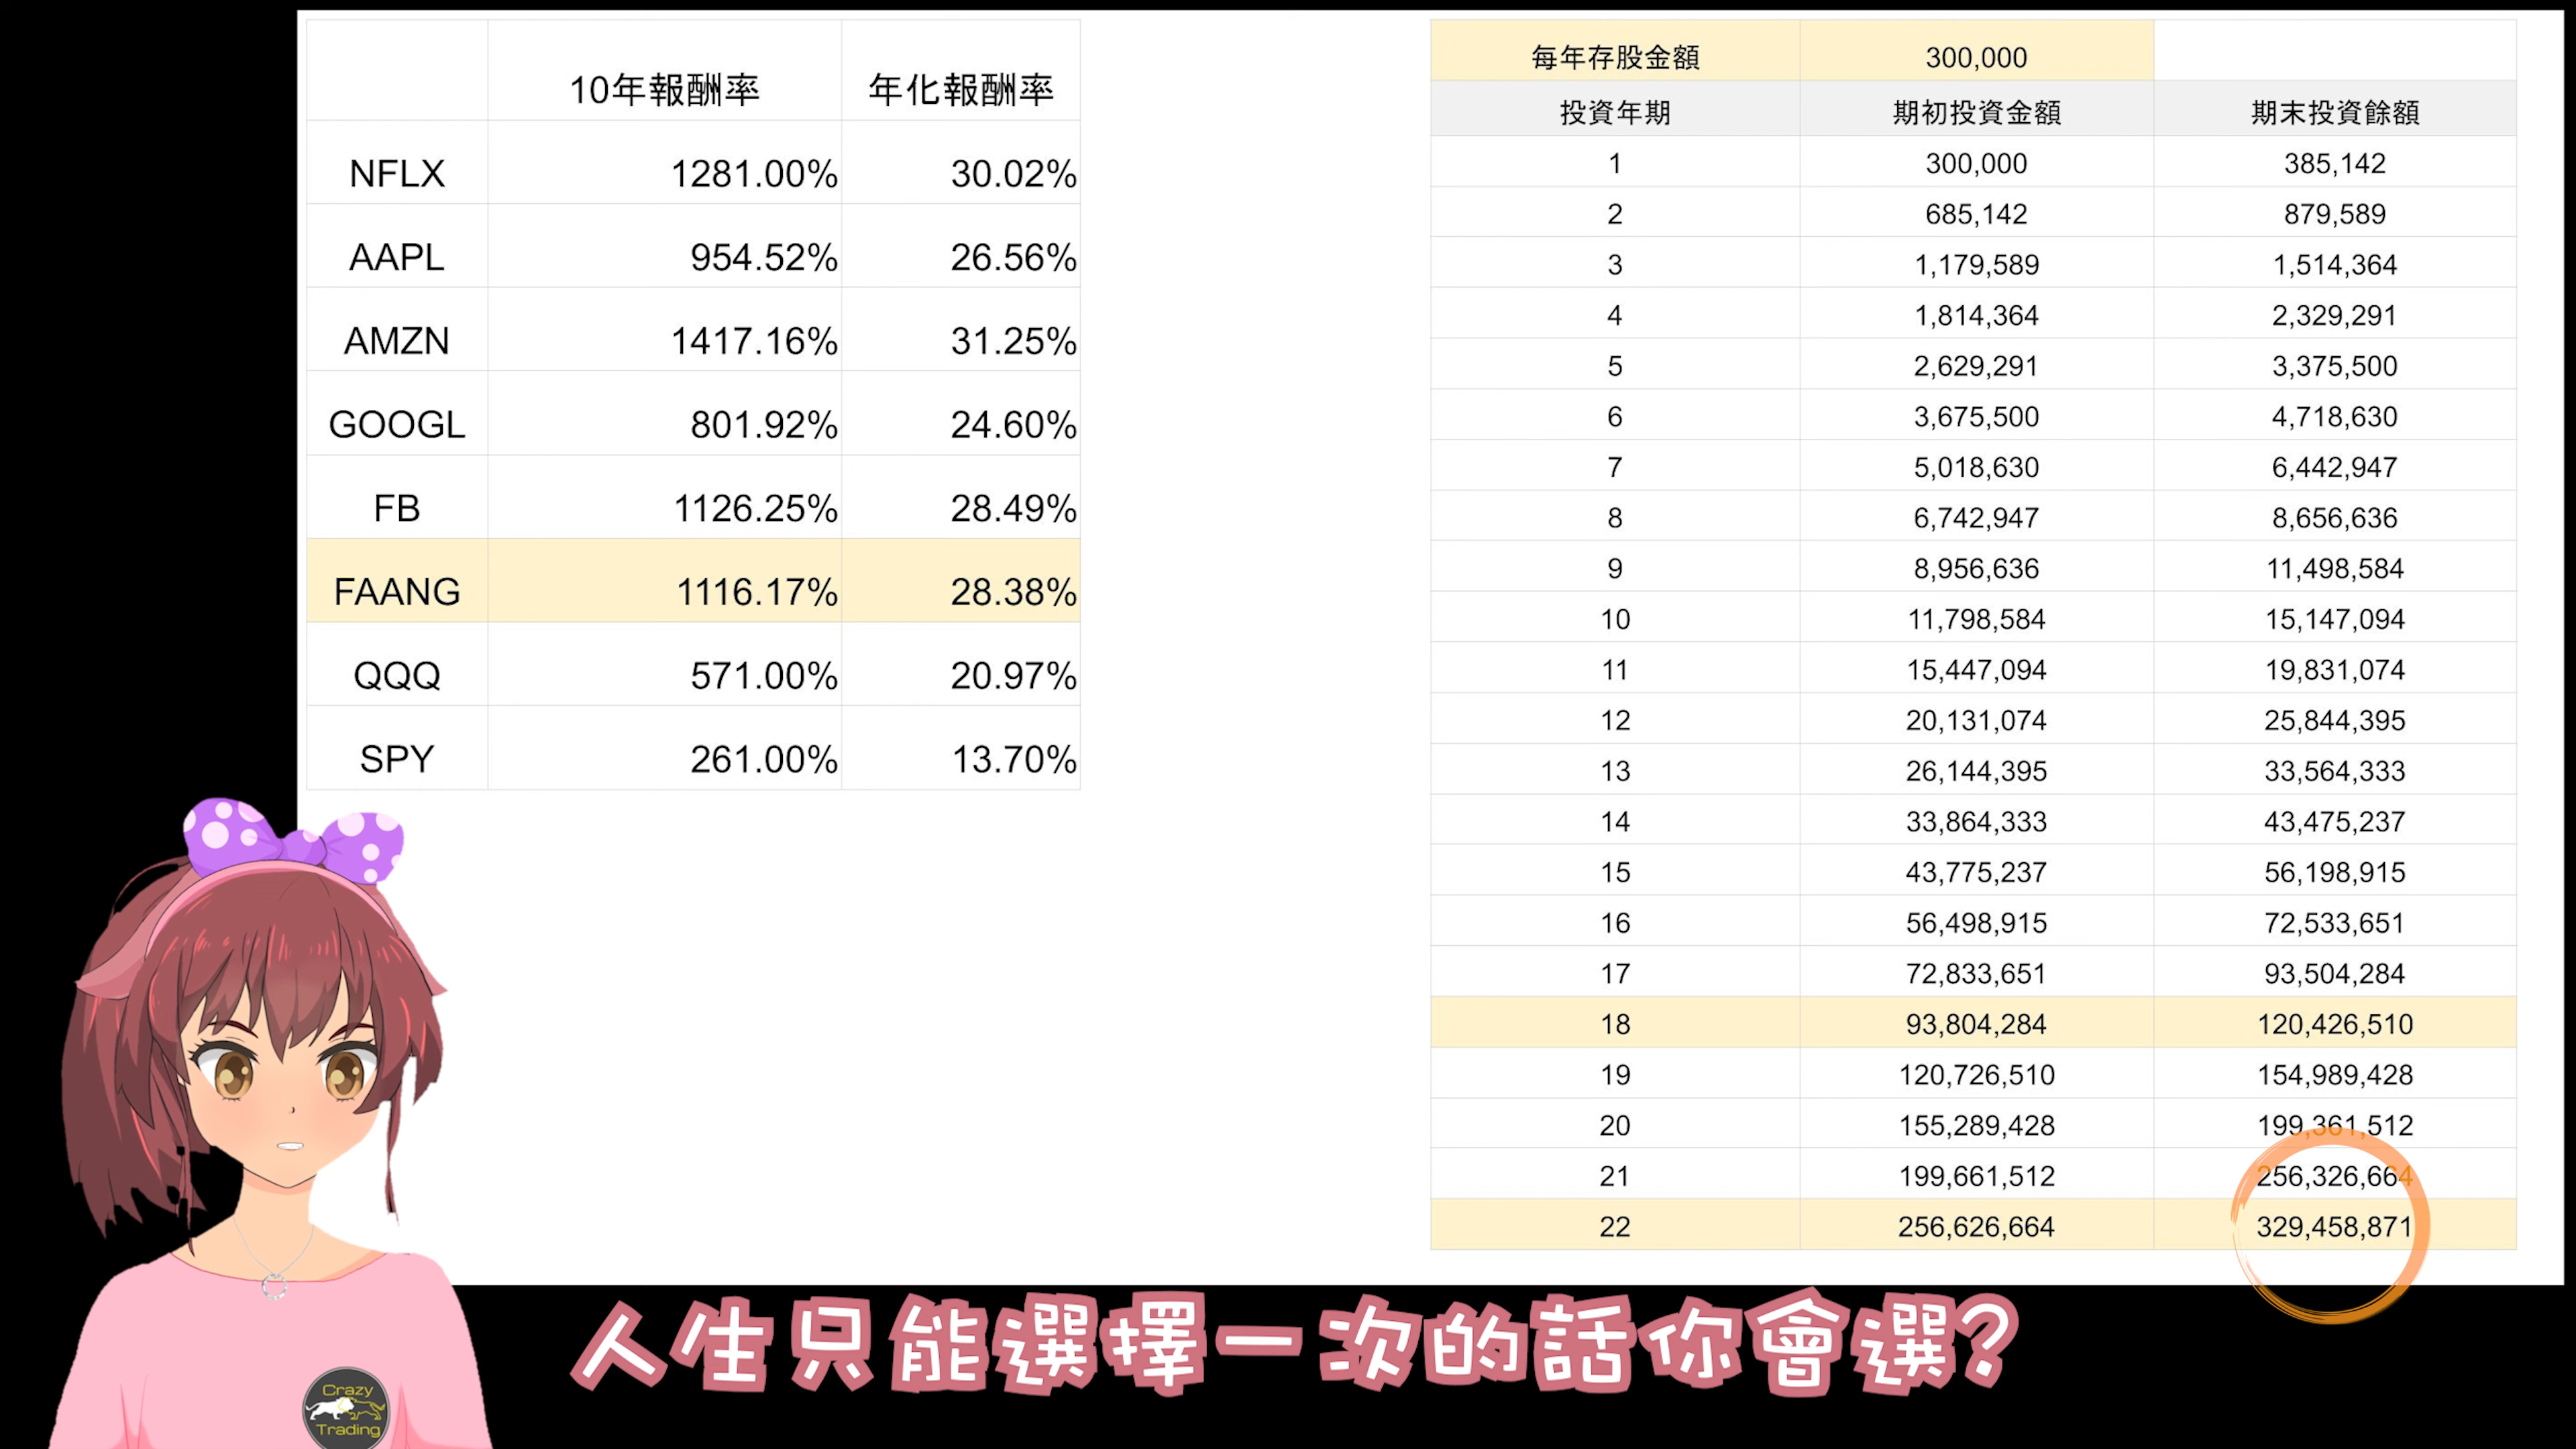 10年報酬率 年化報酬率
NFLX 1281.00% 30.02%
AAPL 954.52% 26.56%
AMZN 1417.16% 31.25%
GOOGL 801.92% 24.60%
FB 1126.25% 28.49%
FAANG 1116.17% 28.38%
QQQ 571.00% 20.97%
SPY 261.00% 13.70%
每年存股金額 300,000
投資年期 期初投資金額 期末投資餘額
1 300,000 385,142
2 685,142 879,589
3 1,179,589 1,514,364
4 1,814,364 2,329,291
5 2,629,291 3,375,500
6 3,675,500 4,718,630
7 5,018,630 6,442,947
8 6,742,947 8,656,636
9 8,956,636 11,498,584
10 11,798,584 15,147,094
11 15,447,094 19,831,074
12 20,131,074 25,844,395
13 26,144,395 33,564,333
14 33,864,333 43,475,237
15 43,775,237 56,198,915
16 56,498,915 72,533,651
17 72,833,651 93,504,284
18 93,804,284 120,426,510
19 120,726,510 154,989,428
20 155,289,428 199,361,512
21 199,661,512 256,326,664
22 256,626,664 329,458,871
人生只能選擇一次的話你會選?
Crazy
Trading